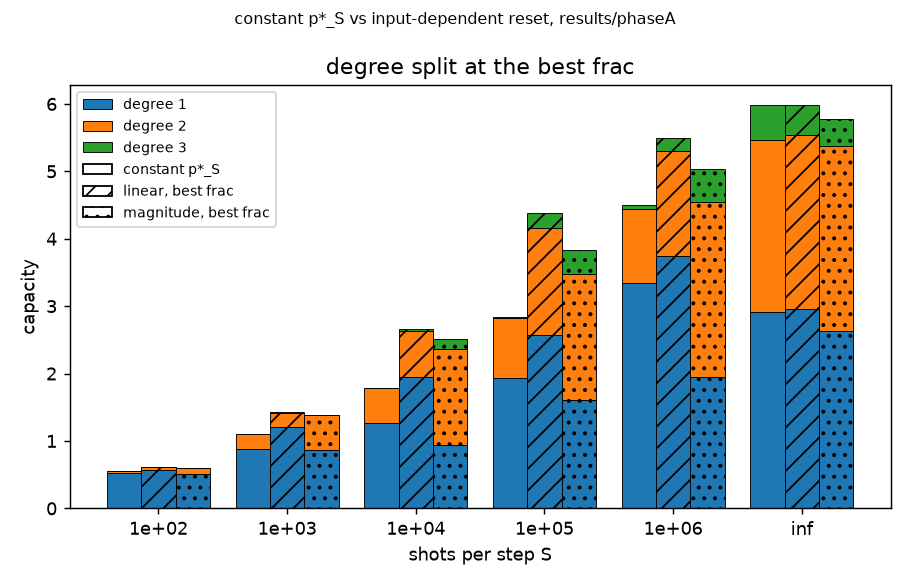 constant p*_S vs input-dependent reset, results/phaseA
degree split at the best frac
degree 1
degree 2
degree 3
constant p*_S
linear, best frac
magnitude, best frac
capacity
6
5
4
3
2
1
0
1e+02 1e+03 1e+04 1e+05 1e+06 inf
shots per step S